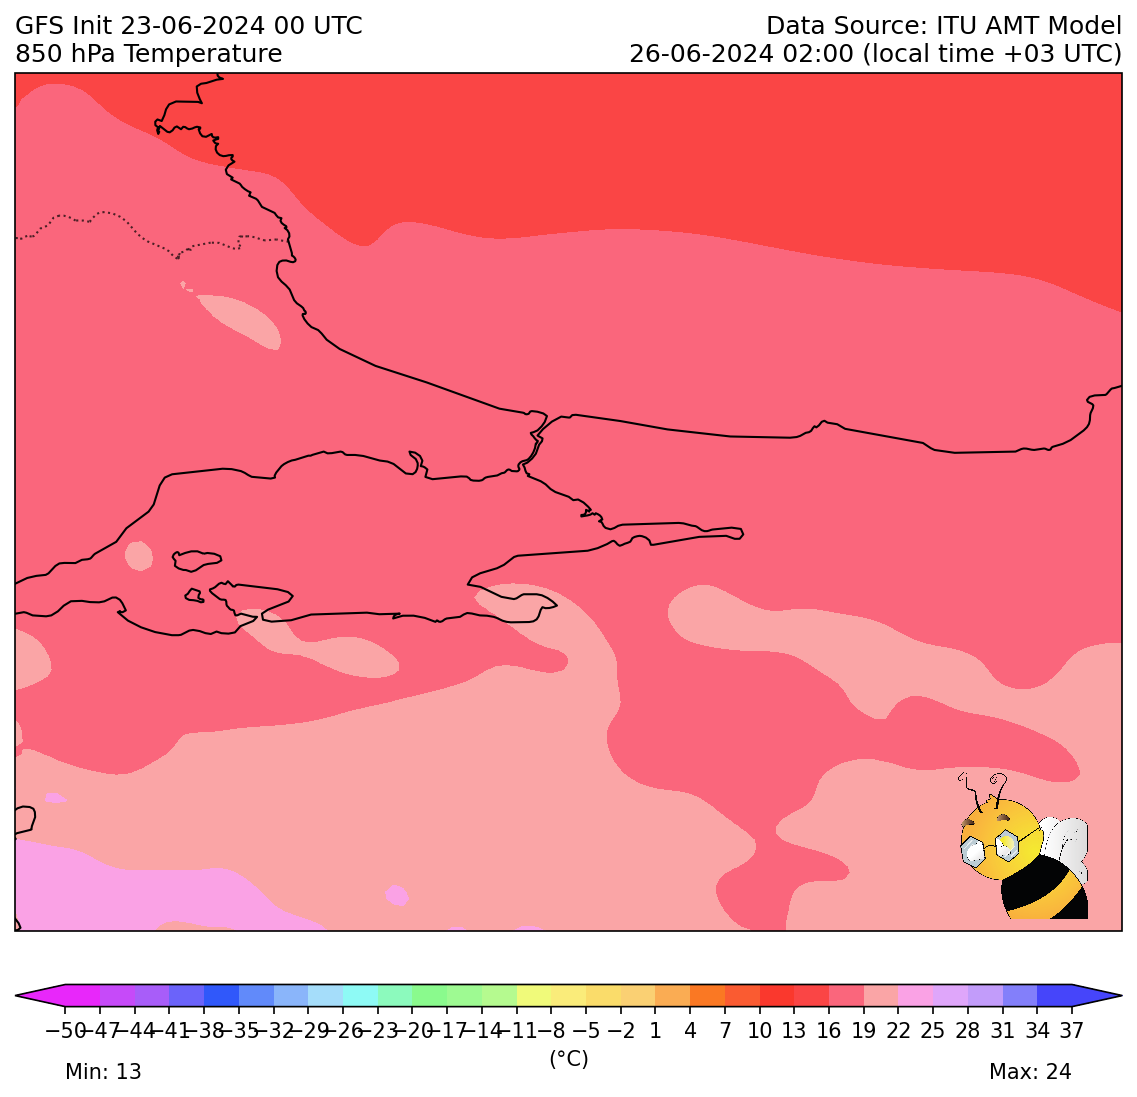 GFS Init 23-06-2024 00 UTC
Data Source: ITU AMT Model
850 hPa Temperature
26-06-2024 02:00 (local time +03 UTC)
−50 −47 −44 −41 −38 −35 −32 −29 −26 −23 −20 −17 −14 −11 −8 −5 −2 1 4 7 10 13 16 19 22 25 28 31 34 37
(°C)
Min: 13
Max: 24